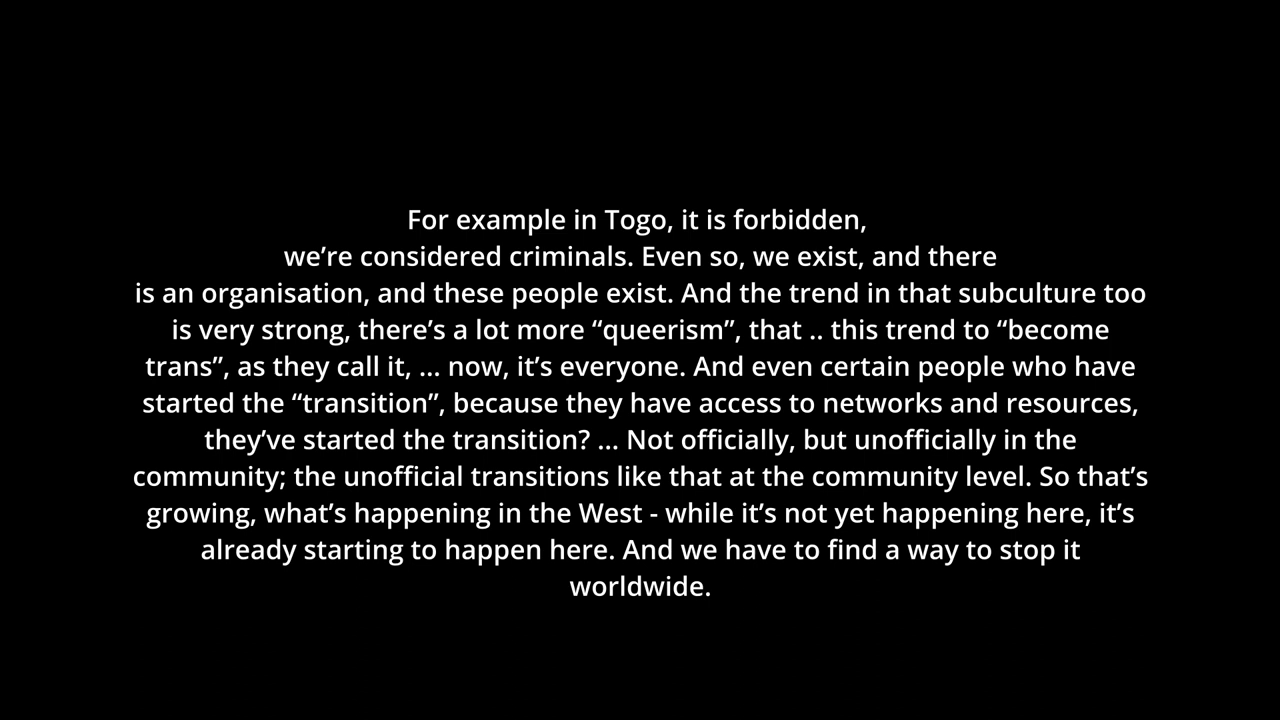 For example in Togo, it is forbidden,
we’re considered criminals. Even so, we exist, and there
is an organisation, and these people exist. And the trend in that subculture too
is very strong, there’s a lot more “queerism”, that .. this trend to “become
trans”, as they call it, ... now, it’s everyone. And even certain people who have
started the “transition”, because they have access to networks and resources,
they’ve started the transition? ... Not officially, but unofficially in the
community; the unofficial transitions like that at the community level. So that’s
growing, what’s happening in the West - while it’s not yet happening here, it’s
already starting to happen here. And we have to find a way to stop it
worldwide.